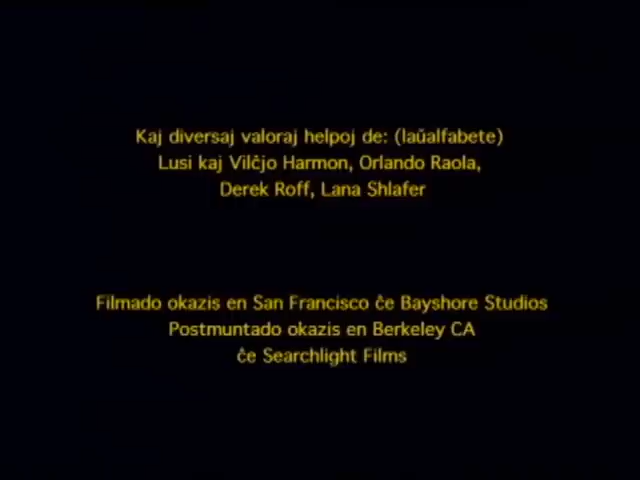 Kaj diversaj valoraj helpoj de: (laŭalfabete)
Lusi kaj Vilĉjo Harmon, Orlando Raola,
Derek Roff, Lana Shlafer
Filmado okazis en San Francisco ĉe Bayshore Studios
Postmuntado okazis en Berkeley CA
ĉe Searchlight Films